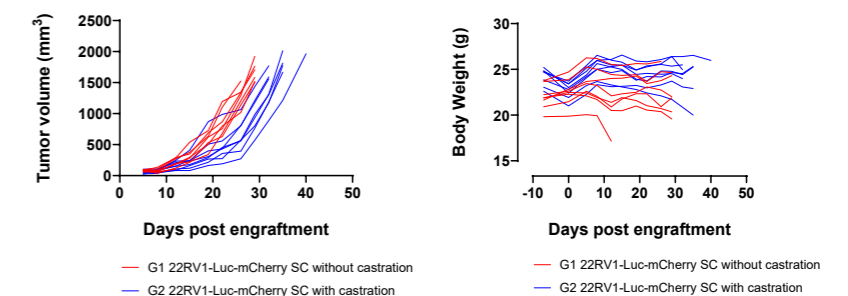 Tumor volume (mm³)
2500
2000
1500
1000
500
0
0 10 20 30 40 50
Days post engraftment
G1 22RV1-Luc-mCherry SC without castration
G2 22RV1-Luc-mCherry SC with castration
Body Weight (g)
30
25
20
15
-10 0 10 20 30 40 50
Days post engraftment
G1 22RV1-Luc-mCherry SC without castration
G2 22RV1-Luc-mCherry SC with castration